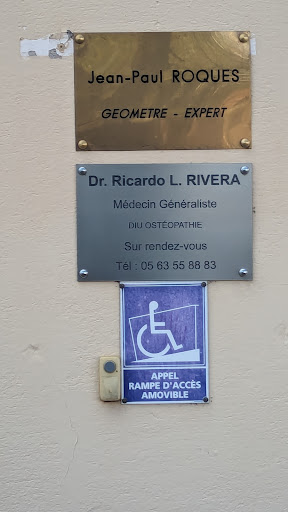 Jean-Paul ROQUES
GEOMETRE - EXPERT
Dr. Ricardo L. RIVERA
Médecin Généraliste
DIU OSTÉOPATHIE
Sur rendez-vous
Tél : 05 63 55 88 83
APPEL
RAMPE D'ACCÈS
AMOVIBLE